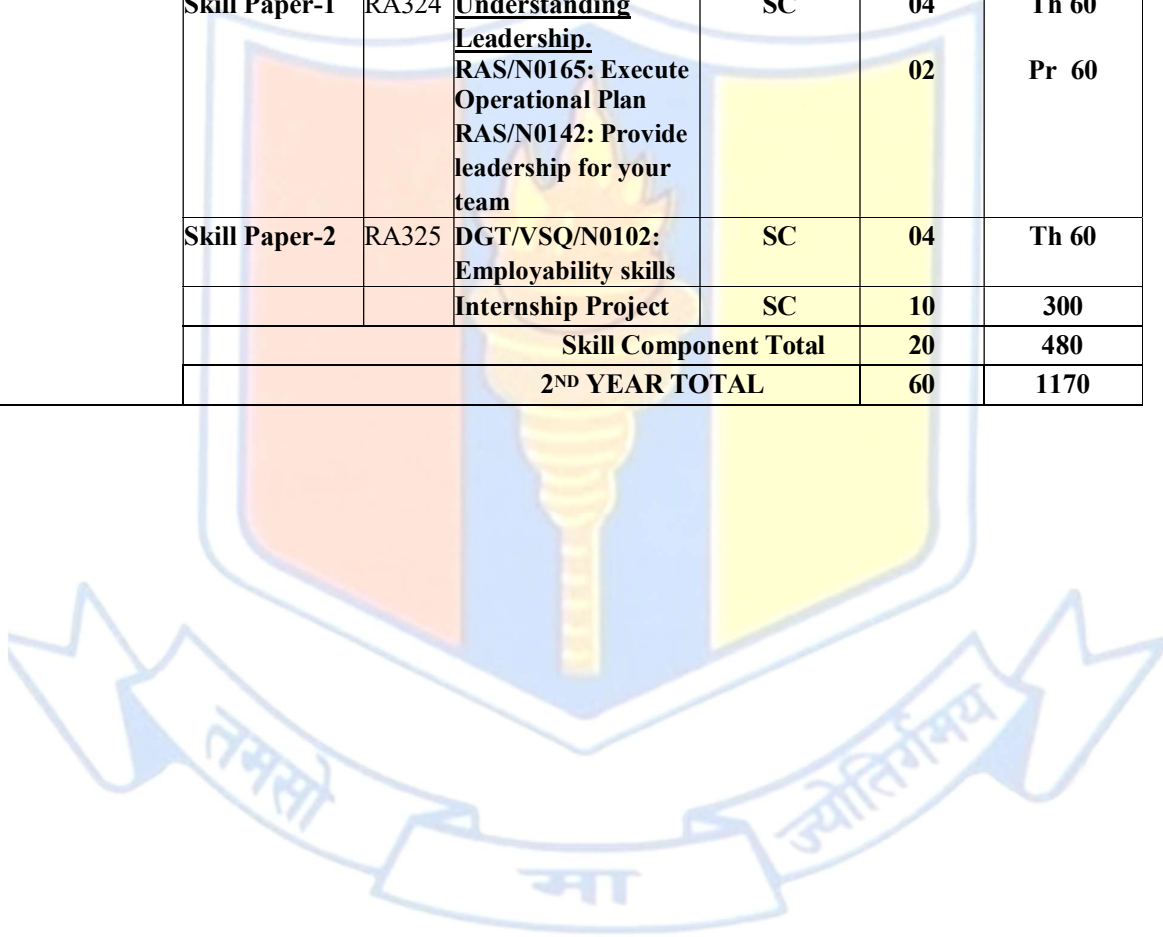 Skill Paper-1 RA324 Understanding SC 04 Th 60
Leadership.
RAS/N0165: Execute 02 Pr 60
Operational Plan
RAS/N0142: Provide
leadership for your
team
Skill Paper-2 RA325 DGT/VSQ/N0102: SC 04 Th 60
Employability skills
Internship Project SC 10 300
Skill Component Total 20 480
2ND YEAR TOTAL 60 1170
तमसो मा ज्योतिर्गमय